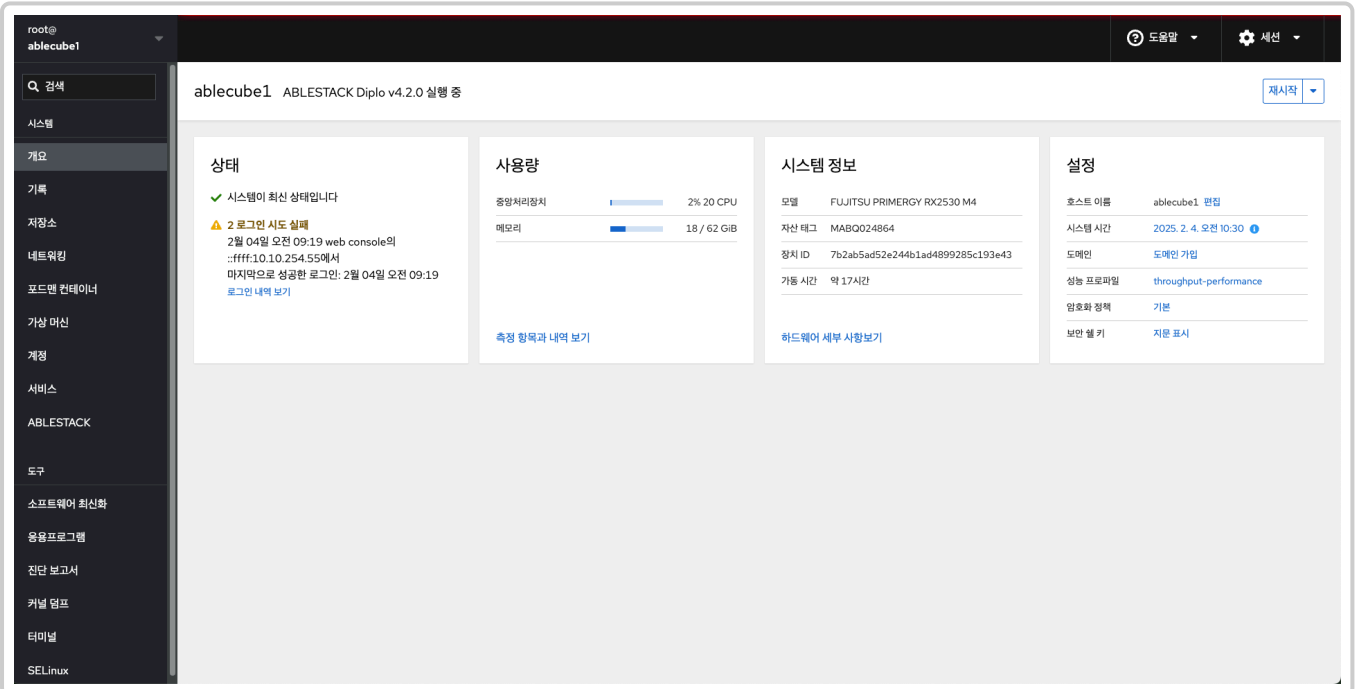 root@
ablecube1
도움말
세션
검색
시스템
개요
기록
저장소
네트워킹
포드맨 컨테이너
가상 머신
계정
서비스
ABLESTACK
도구
소프트웨어 최신화
응용프로그램
진단 보고서
커널 덤프
터미널
SELinux
ablecube1 ABLESTACK Diplo v4.2.0 실행 중
재시작
상태
시스템이 최신 상태입니다
2 로그인 시도 실패
2월 04일 오전 09:19 web console의
::ffff:10.10.254.55에서
마지막으로 성공한 로그인: 2월 04일 오전 09:19
로그인 내역 보기
사용량
중앙처리장치 2% 20 CPU
메모리 18 / 62 GiB
측정 항목과 내역 보기
시스템 정보
모델 FUJITSU PRIMERGY RX2530 M4
자산 태그 MABQ024864
장치 ID 7b2ab5ad52e244b1ad4899285c193e43
가동 시간 약 17시간
하드웨어 세부 사항보기
설정
호스트 이름 ablecube1 편집
시스템 시간 2025. 2. 4. 오전 10:30
도메인 도메인 가입
성능 프로파일 throughput-performance
암호화 정책 기본
보안 쉘 키 지문 표시